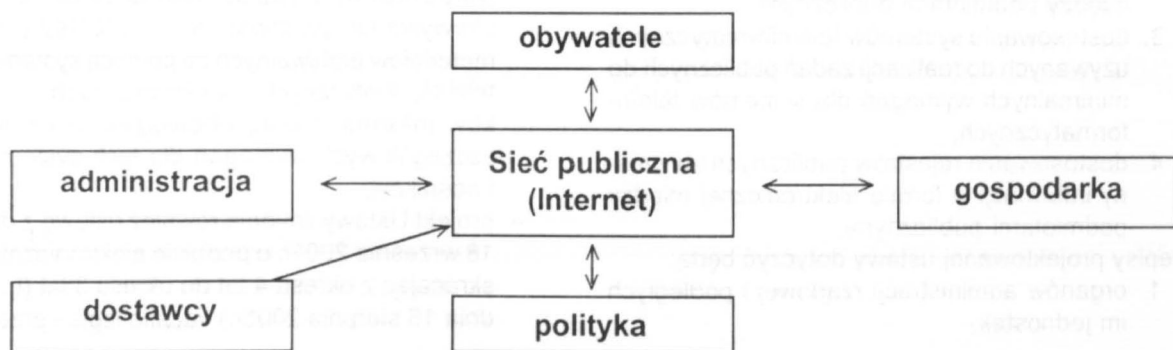 obywatele
administracja
Sieć publiczna
(Internet)
gospodarka
dostawcy
polityka